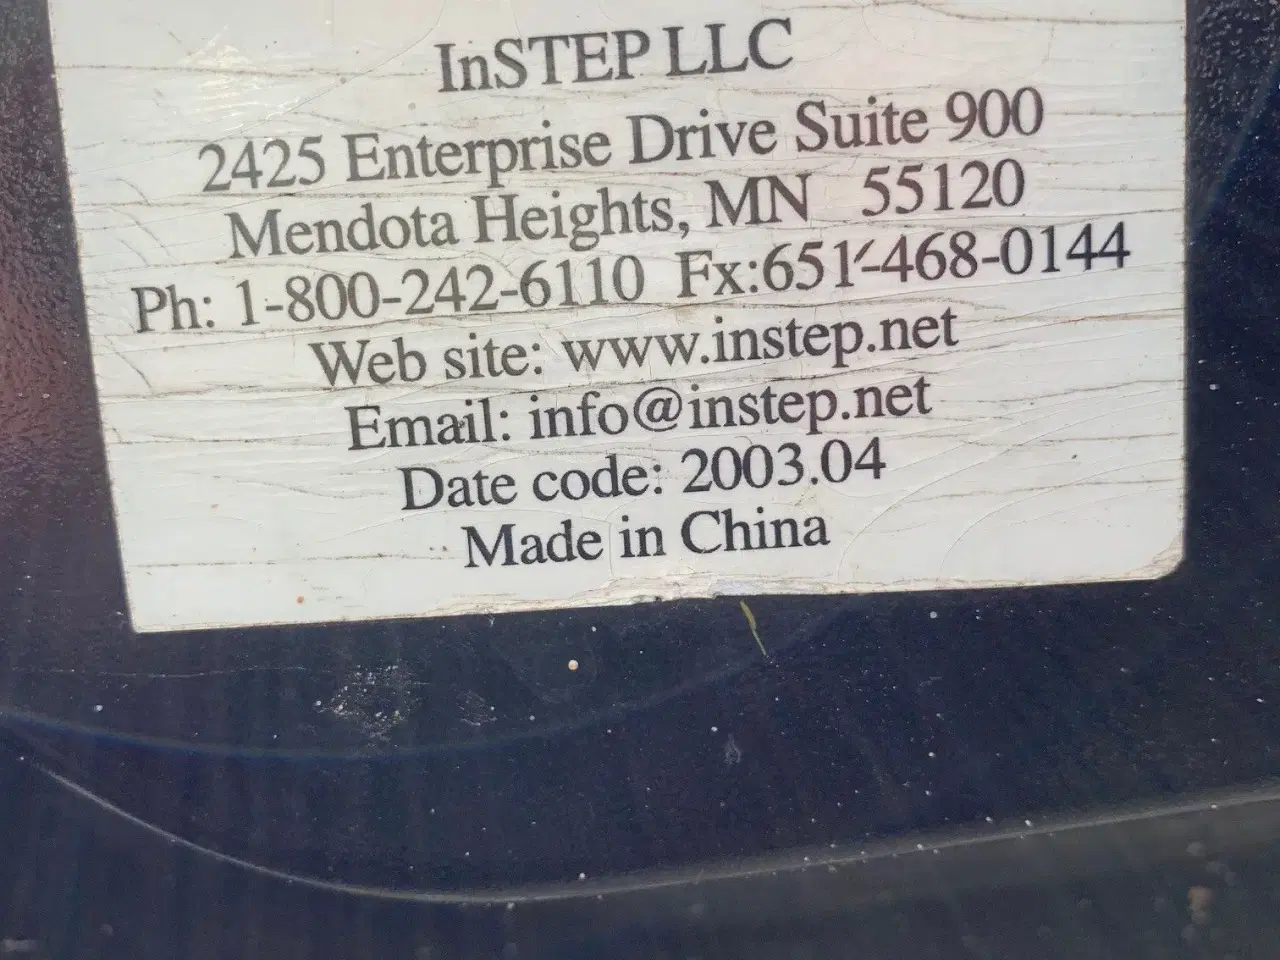 InSTEP LLC
2425 Enterprise Drive Suite 900
Mendota Heights, MN 55120
Ph: 1-800-242-6110 Fx:651-468-0144
Web site: www.instep.net
Email: info@instep.net
Date code: 2003.04
Made in China